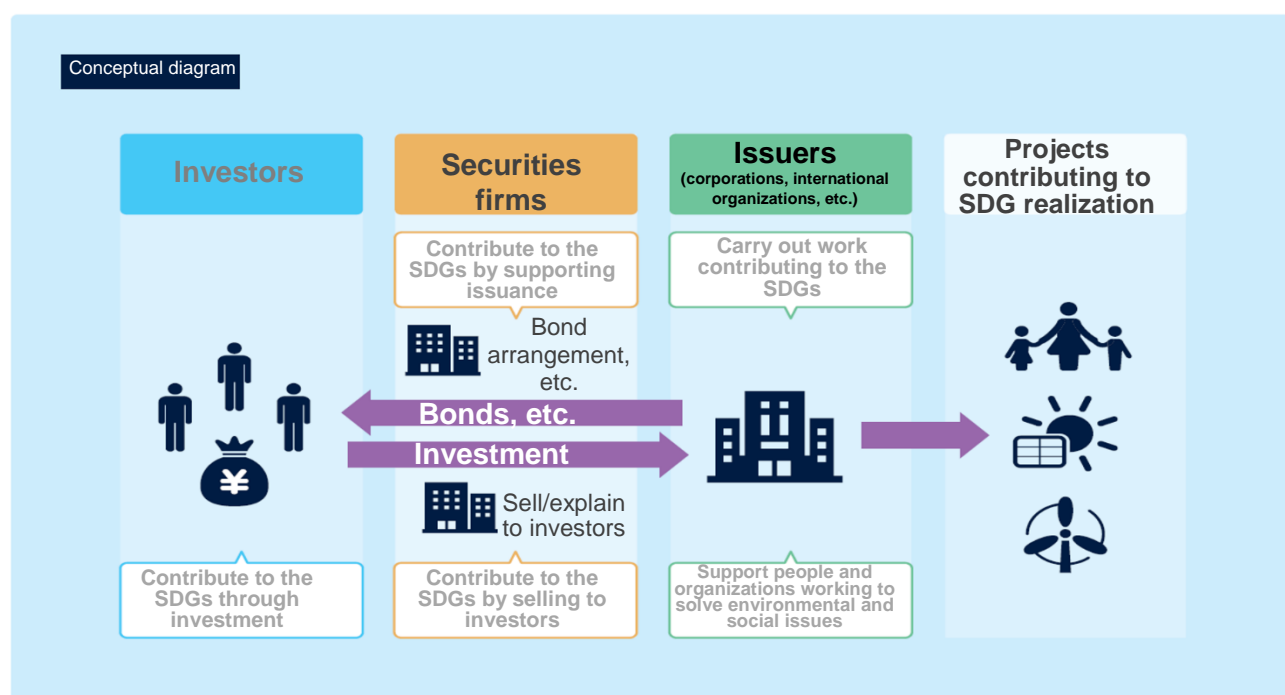 Conceptual diagram
Investors
Securities
firms
Issuers
(corporations, international
organizations, etc.)
Projects
contributing to
SDG realization
Contribute to the
SDGs by supporting
issuance
Carry out work
contributing to the
SDGs
Bond
arrangement,
etc.
Bonds, etc.
Investment
¥
Sell/explain
to investors
Contribute to the
SDGs through
investment
Contribute to the
SDGs by selling to
investors
Support people and
organizations working to
solve environmental and
social issues